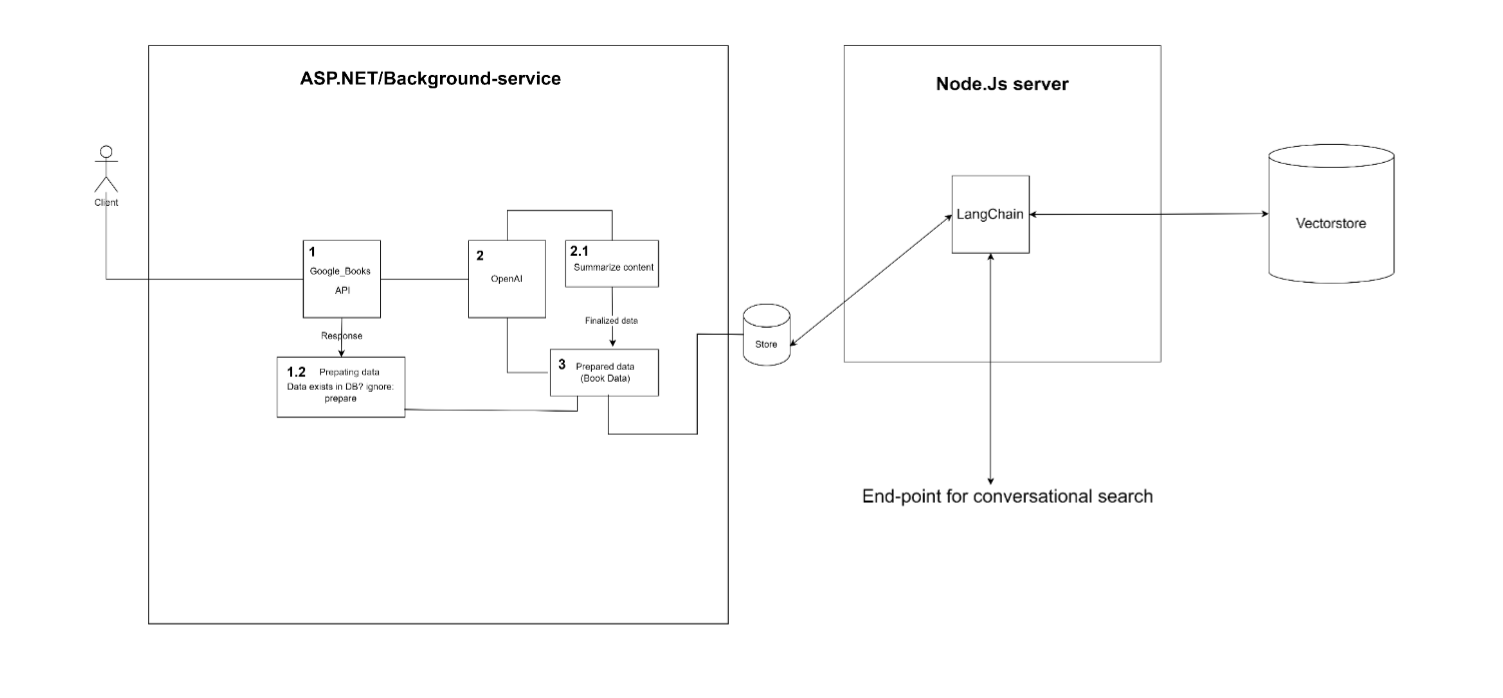 ASP.NET/Background-service
Node.Js server
Client
1
Google_Books
API
2
OpenAI
2.1
Summarize content
LangChain
Vectorstore
Response
Finalized data
Store
1.2 Prepating data
Data exists in DB? ignore:
prepare
3 Prepared data
(Book Data)
End-point for conversational search